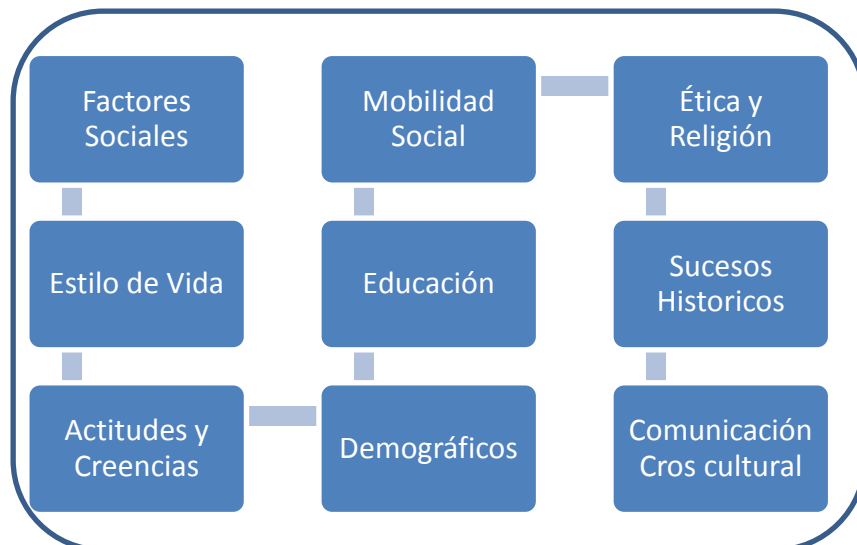 Factores
Sociales
Estilo de Vida
Actitudes y
Creencias
Demográficos
Educación
Mobilidad
Social
Ética y
Religión
Sucesos
Historicos
Comunicación
Cros cultural